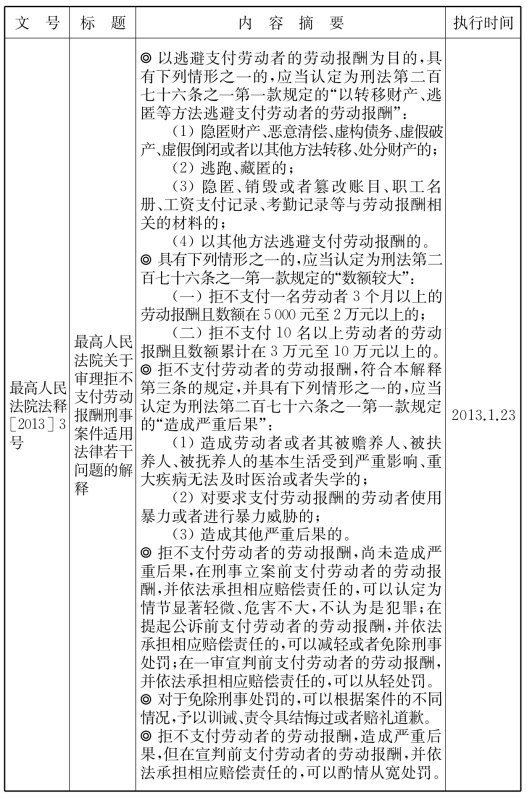 文　号
标　题
内　容　摘　要
执行时间
最高人民
法院法释
[2013]3
号
最高人民
法院关于
审理拒不
支付劳动
报酬刑事
案件适用
法律若干
问题的解
释
◎ 以逃避支付劳动者的劳动报酬为目的,具
有下列情形之一的,应当认定为刑法第二百
七十六条之一第一款规定的“以转移财产、逃
匿等方法逃避支付劳动者的劳动报酬”:
(1) 隐匿财产、恶意清偿、虚构债务、虚假破
产、虚假倒闭或者以其他方法转移、处分财产的;
(2) 逃跑、藏匿的;
(3) 隐匿、销毁或者篡改账目、职工名
册、工资支付记录、考勤记录等与劳动报酬相
关的材料的;
(4) 以其他方法逃避支付劳动报酬的。
◎ 具有下列情形之一的,应当认定为刑法第二
百七十六条之一第一款规定的“数额较大”:
(一) 拒不支付一名劳动者 3 个月以上的
劳动报酬且数额在 5 000 元至 2 万元以上的;
(二) 拒不支付 10 名以上劳动者的劳动
报酬且数额累计在 3 万元至 10 万元以上的。
◎ 拒不支付劳动者的劳动报酬,符合本解释
第三条的规定,并具有下列情形之一的,应当
认定为刑法第二百七十六条之一第一款规定
的“造成严重后果”:
(1) 造成劳动者或者其被赡养人、被扶
养人、被抚养人的基本生活受到严重影响、重
大疾病无法及时医治或者失学的;
(2) 对要求支付劳动报酬的劳动者使用
暴力或者进行暴力威胁的;
(3) 造成其他严重后果的。
◎ 拒不支付劳动者的劳动报酬,尚未造成严
重后果,在刑事立案前支付劳动者的劳动报
酬,并依法承担相应赔偿责任的,可以认定为
情节显著轻微、危害不大,不认为是犯罪;在
提起公诉前支付劳动者的劳动报酬,并依法
承担相应赔偿责任的,可以减轻或者免除刑事
处罚;在一审宣判前支付劳动者的劳动报酬,
并依法承担相应赔偿责任的,可以从轻处罚。
◎ 对于免除刑事处罚的,可以根据案件的不同
情况,予以训诫、责令具结悔过或者赔礼道歉。
◎ 拒不支付劳动者的劳动报酬,造成严重后
果,但在宣判前支付劳动者的劳动报酬,并依
法承担相应赔偿责任的,可以酌情从宽处罚。
2013.1.23